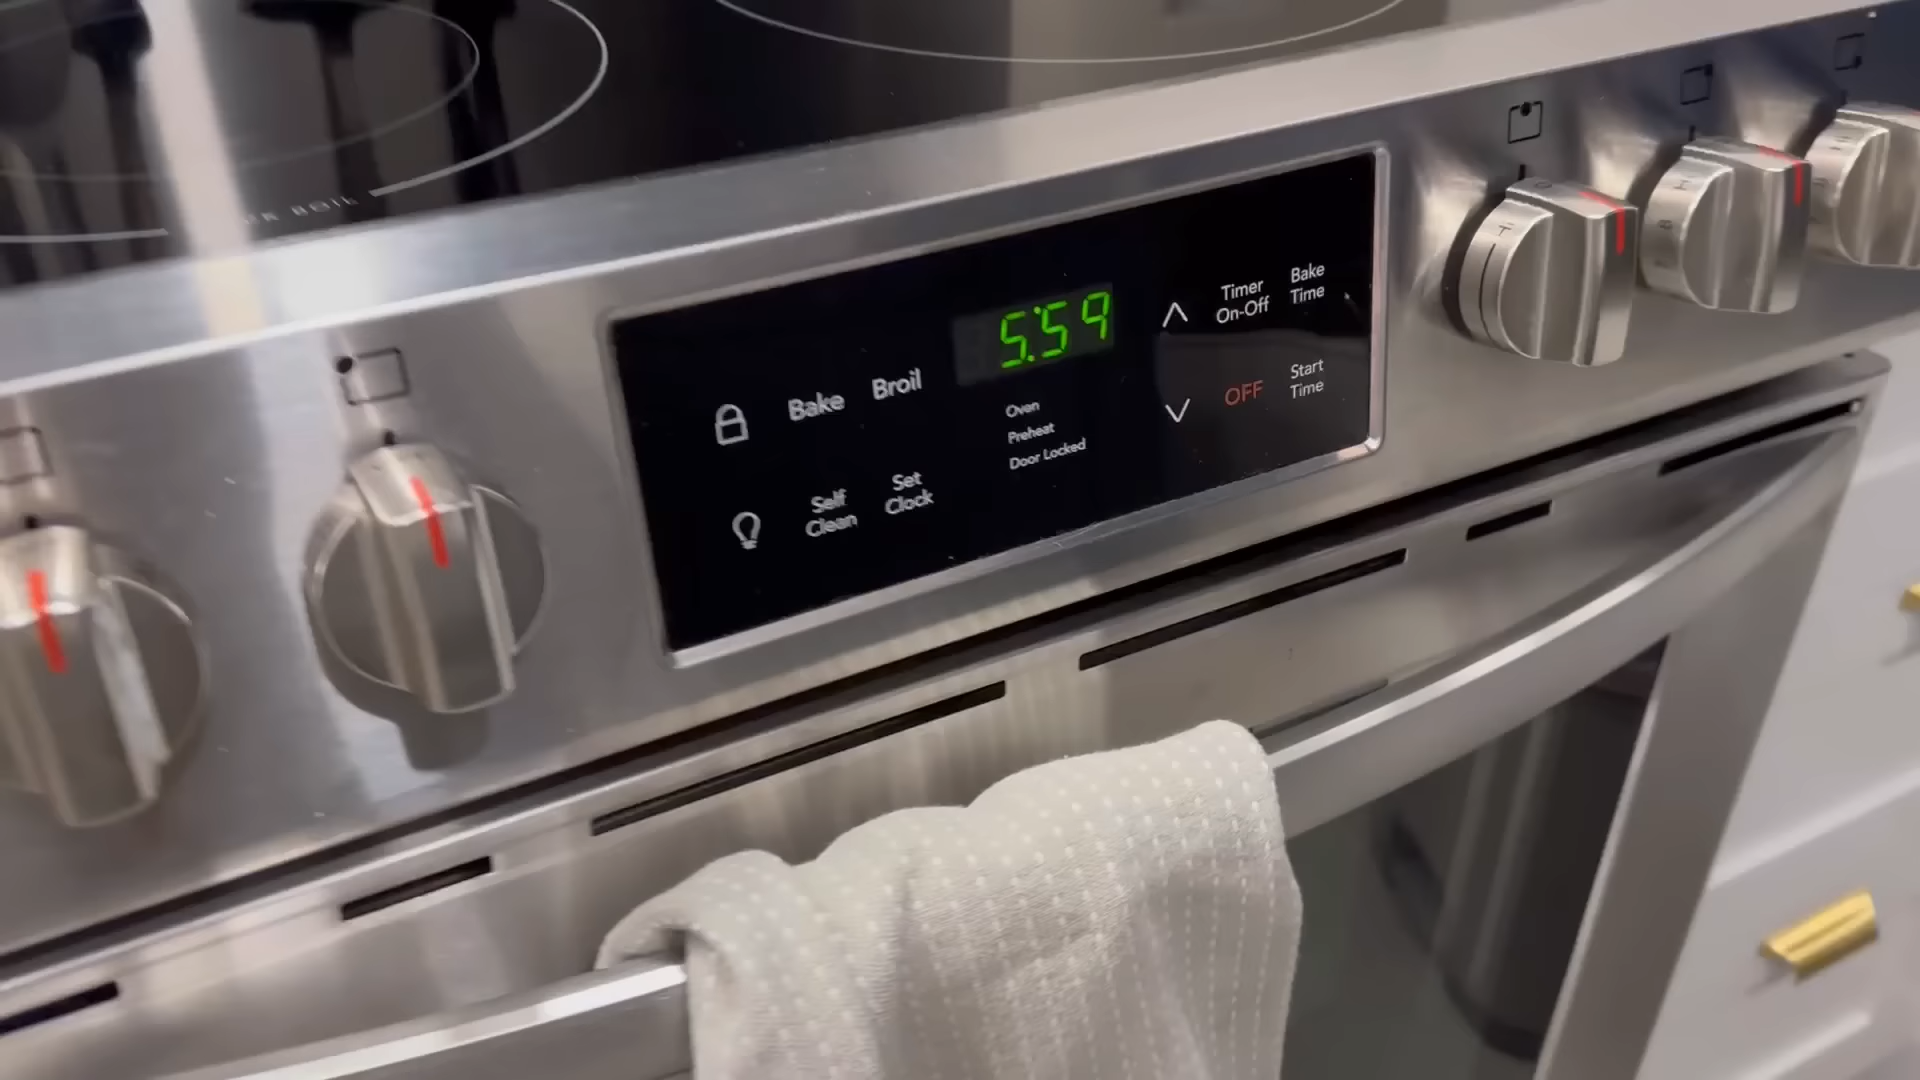 5:59
Bake
Broil
Self
Clean
Set
Clock
Oven
Preheat
Door Locked
Timer
On-Off
Bake
Time
OFF
Start
Time